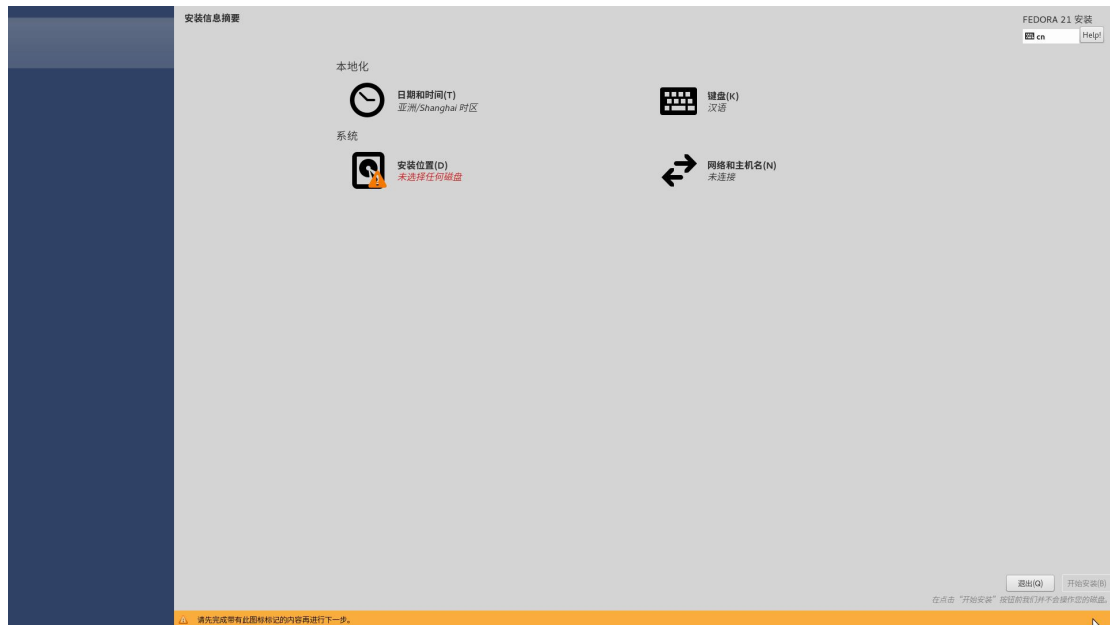 安装信息摘要
FEDORA 21 安装
cn
Help!
本地化
日期和时间(T)
亚洲/Shanghai 时区
键盘(K)
汉语
系统
安装位置(D)
未选择任何磁盘
网络和主机名(N)
未连接
退出(Q)
开始安装(B)
在点击“开始安装”按钮前我们并不会操作您的磁盘。
请先完成带有此图标标记的内容再进行下一步。